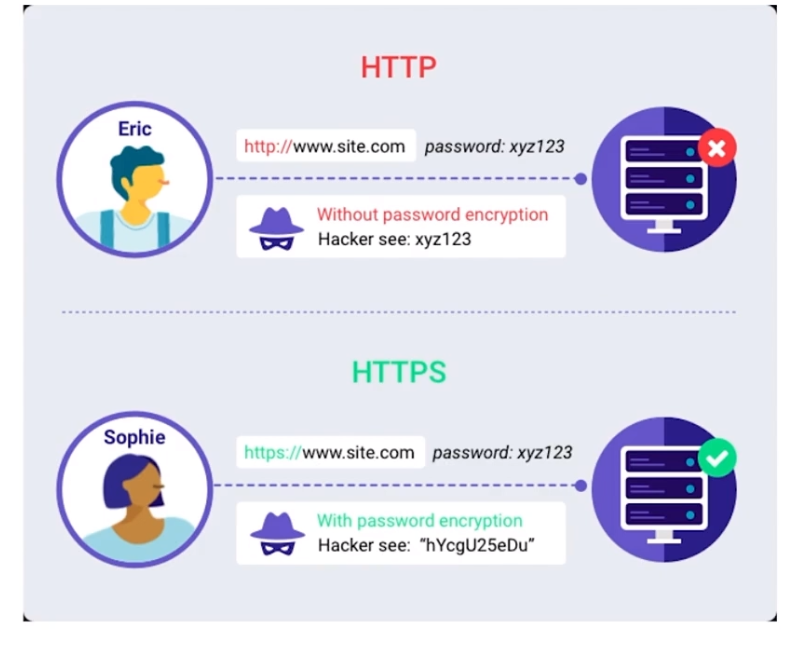 HTTP
Eric
http://www.site.com password: xyz123
Without password encryption
Hacker see: xyz123
HTTPS
Sophie
https://www.site.com password: xyz123
With password encryption
Hacker see: “hYcgU25eDu”